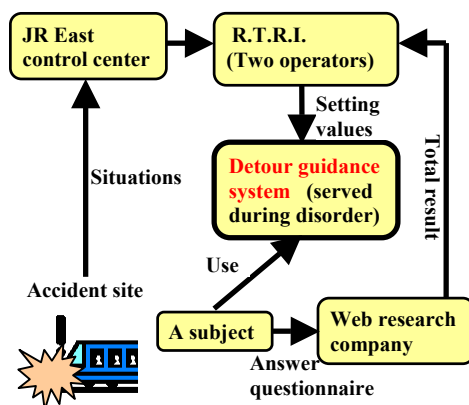 JR East
control center
R.T.R.I.
(Two operators)
Setting
values
Situations
Detour guidance
system (served
during disorder)
Total result
Use
Accident site
A subject
Web research
company
Answer
questionnaire